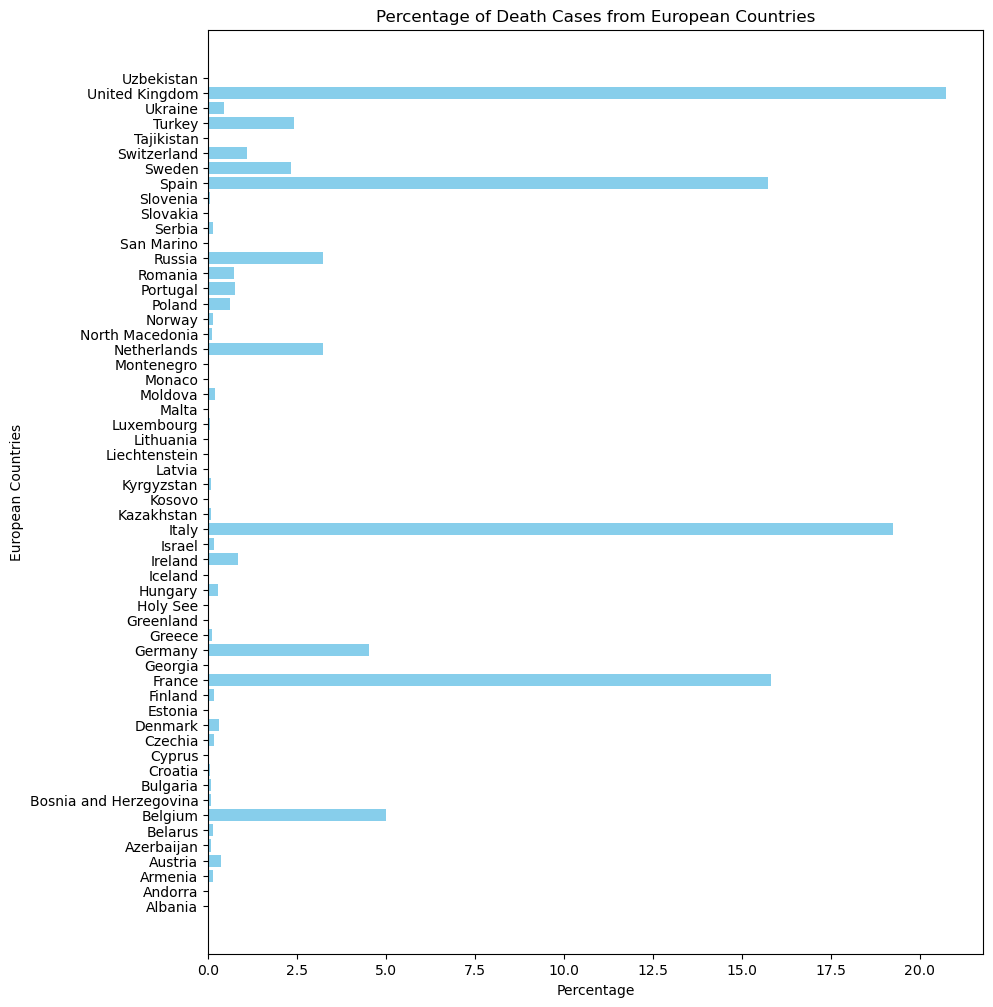 Percentage of Death Cases from European Countries
Uzbekistan
United Kingdom
Ukraine
Turkey
Tajikistan
Switzerland
Sweden
Spain
Slovenia
Slovakia
Serbia
San Marino
Russia
Romania
Portugal
Poland
Norway
North Macedonia
Netherlands
Montenegro
Monaco
Moldova
Malta
Luxembourg
Lithuania
Liechtenstein
Latvia
Kyrgyzstan
Kosovo
Kazakhstan
Italy
Israel
Ireland
Iceland
Hungary
Holy See
Greenland
Greece
Germany
Georgia
France
Finland
Estonia
Denmark
Czechia
Cyprus
Croatia
Bulgaria
Bosnia and Herzegovina
Belgium
Belarus
Azerbaijan
Austria
Armenia
Andorra
Albania
European Countries
0.0 2.5 5.0 7.5 10.0 12.5 15.0 17.5 20.0
Percentage